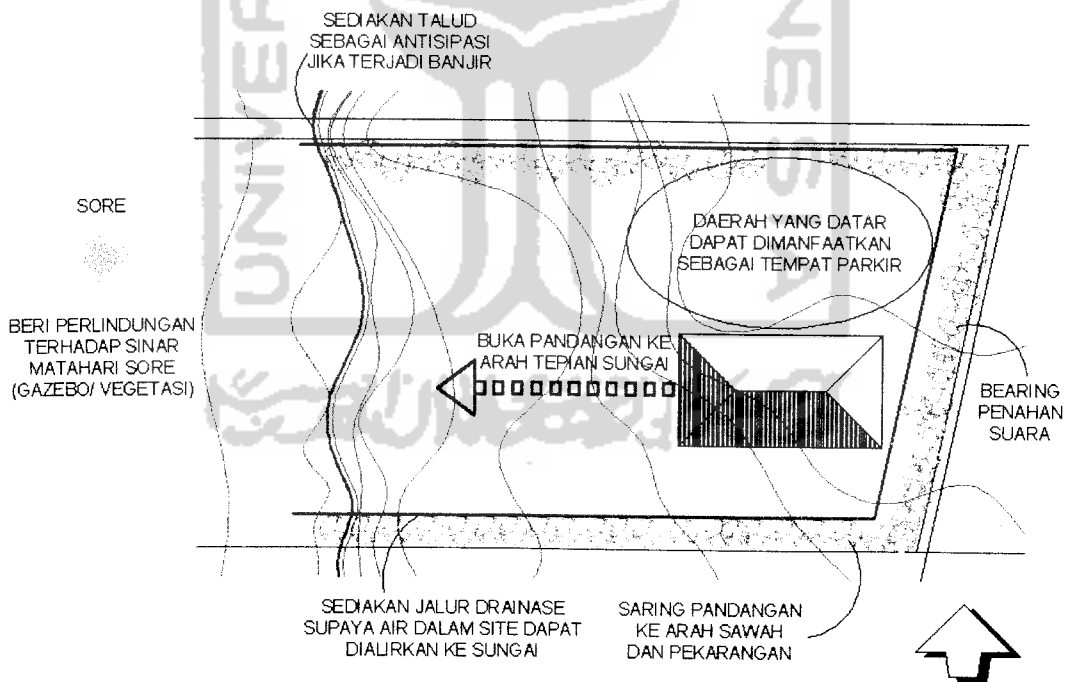 SEDIAKAN TALUD
SEBAGAI ANTISIPASI
JIKA TERJADI BANJIR
SORE
DAERAH YANG DATAR
DAPAT DIMANFAATKAN
SEBAGAI TEMPAT PARKIR
BERI PERLINDUNGAN
TERHADAP SINAR
MATAHARI SORE
(GAZEBO/ VEGETASI)
BUKA PANDANGAN KE
ARAH TEPIAN SUNGAI
BEARING
PENAHAN
SUARA
SEDIAKAN JALUR DRAINASE
SUPAYA AIR DALAM SITE DAPAT
DIALIRKAN KE SUNGAI
SARING PANDANGAN
KE ARAH SAWAH
DAN PEKARANGAN